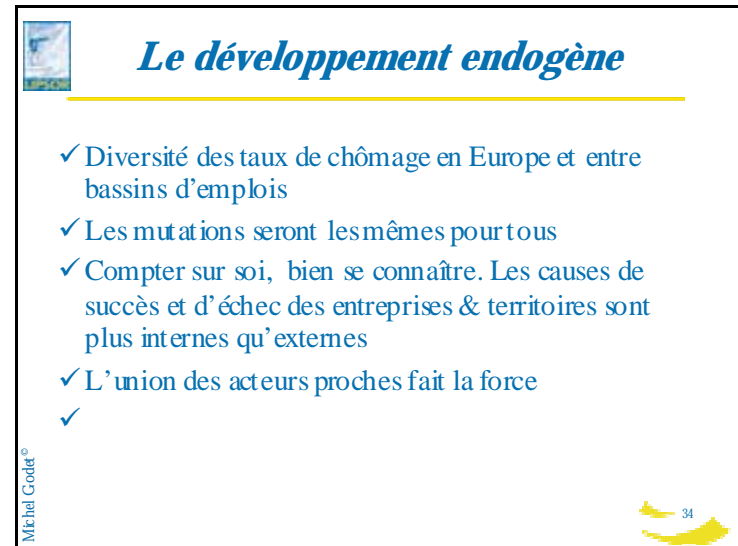 LIPSOR
Le développement endogène
✓ Diversité des taux de chômage en Europe et entre
bassins d’emplois
✓ Les mutations seront lesmêmes pour tous
✓ Compter sur soi, bien se connaître. Les causes de
succès et d’échec des entreprises & territoires sont
plus internes qu’externes
✓ L’union des acteurs proches fait la force
✓
Michel Godet©
34